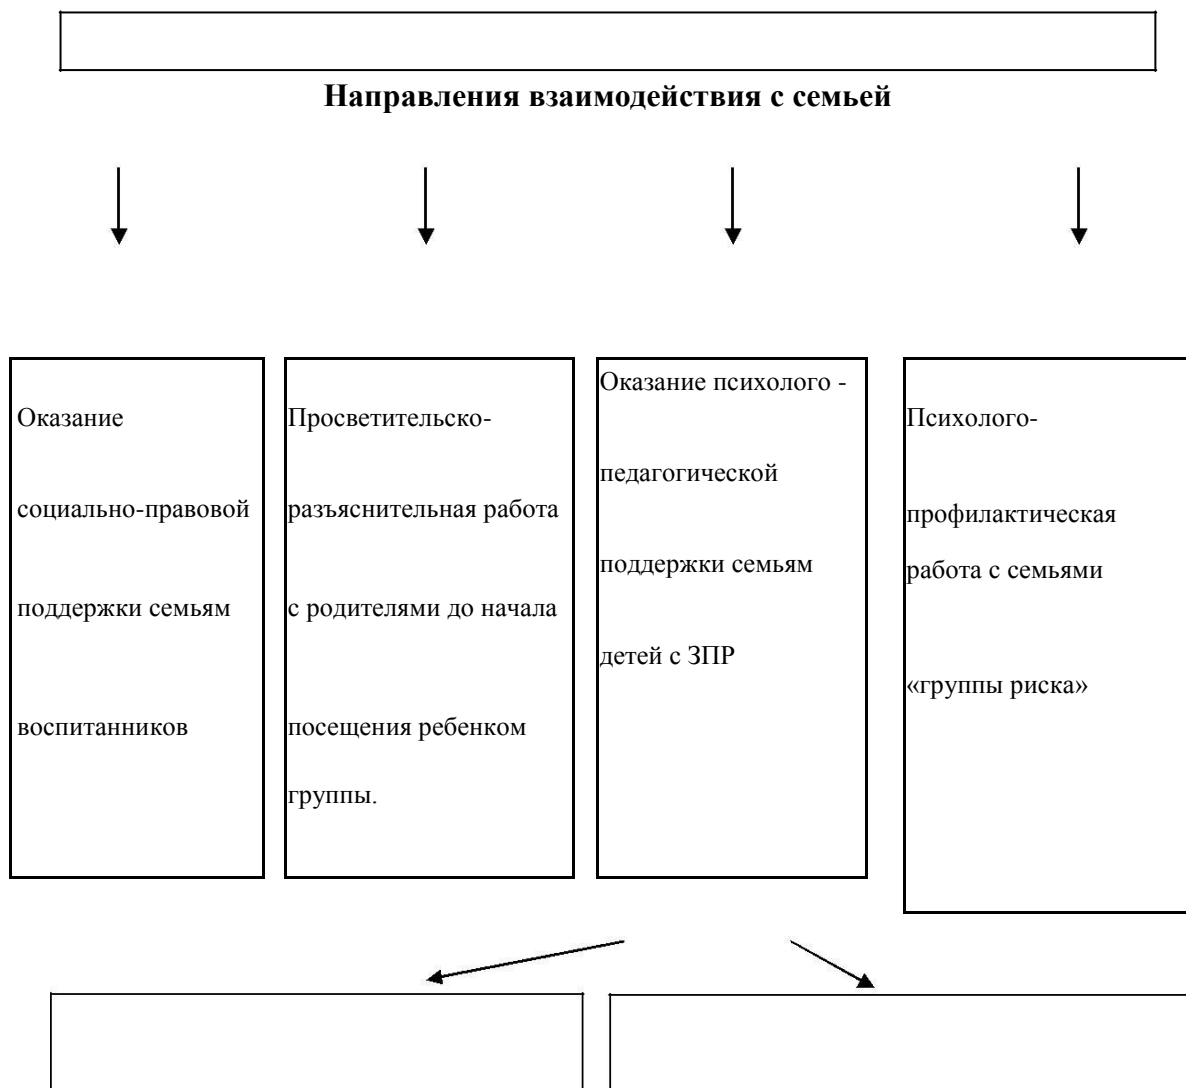 Направления взаимодействия с семьей
Оказание
социально-правовой
поддержки семьям
воспитанников
Просветительско-
разъяснительная работа
с родителями до начала
посещения ребенком
группы.
Оказание психолого -
педагогической
поддержки семьям
детей с ЗПР
Психолого-
профилактическая
работа с семьями
«группы риска»